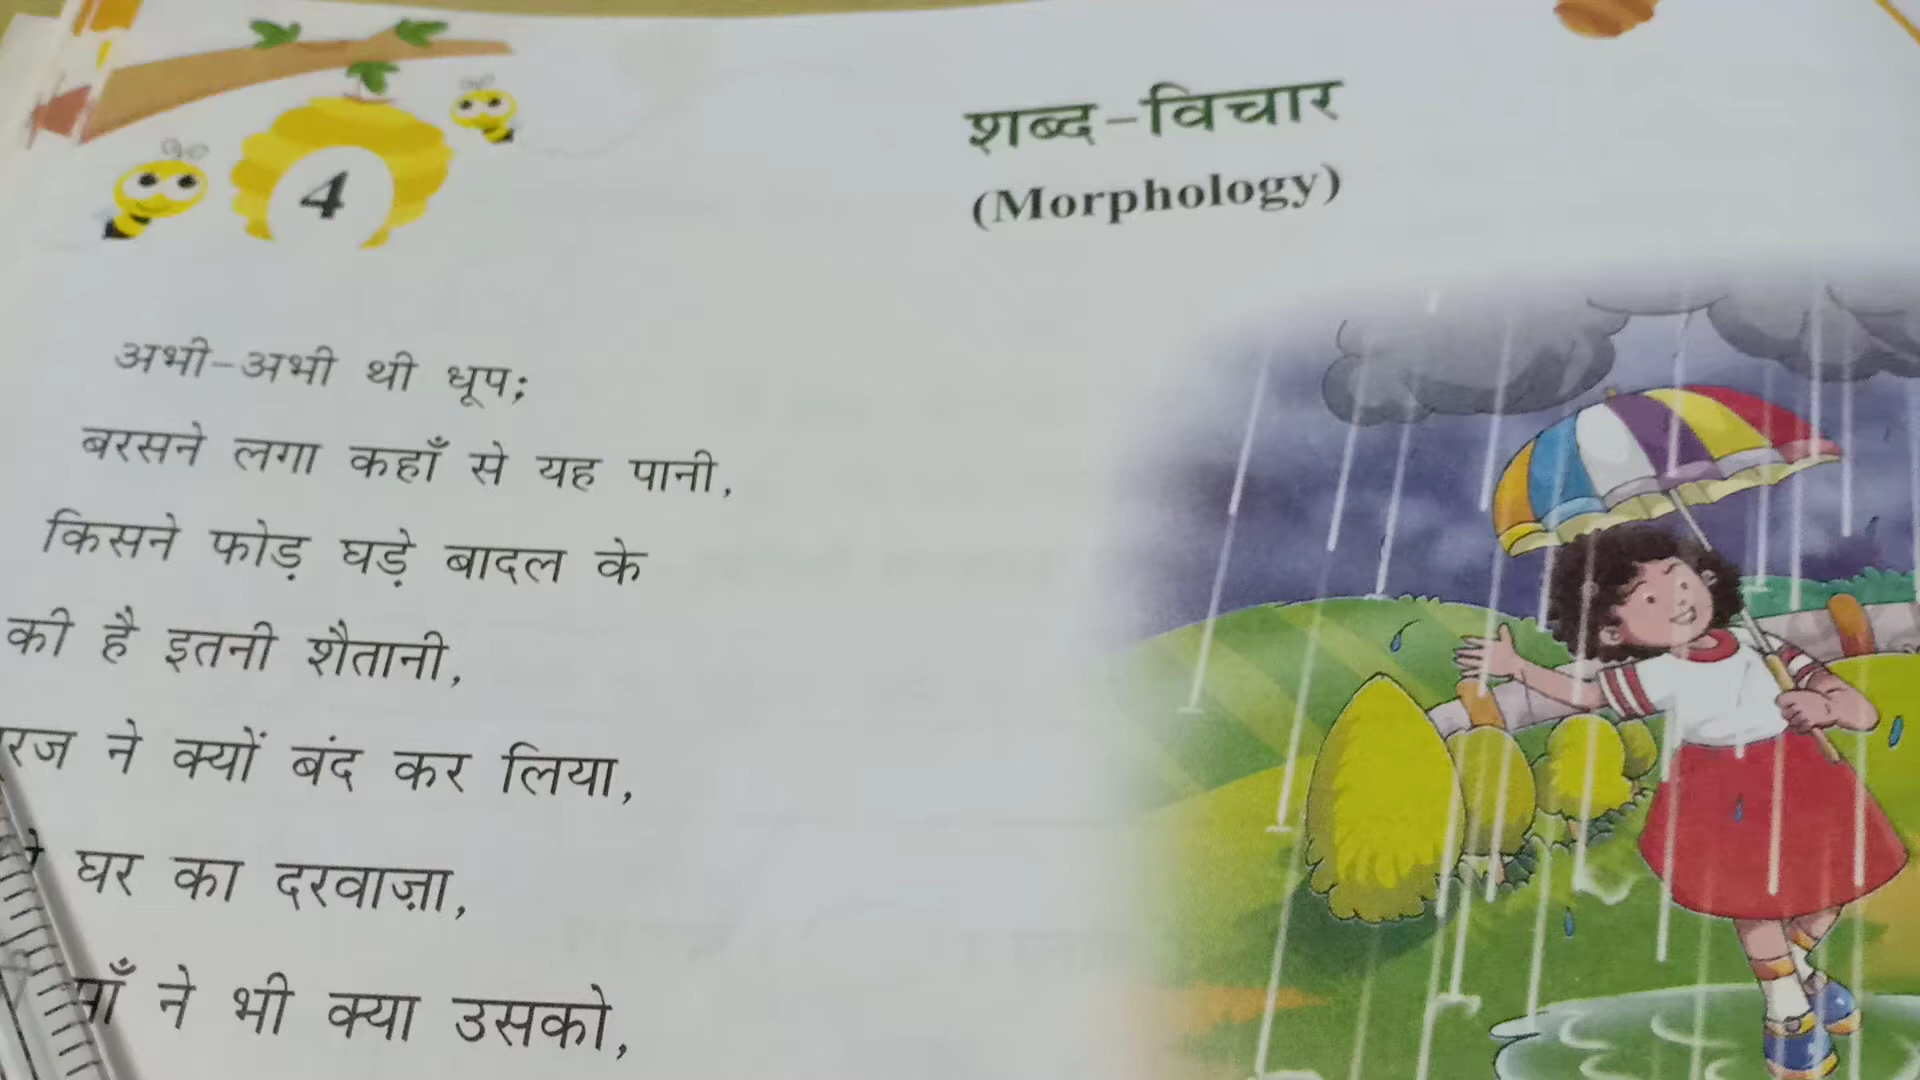 4
शब्द-विचार
(Morphology)
अभी-अभी थी धूप;
बरसने लगा कहाँ से यह पानी,
किसने फोड़ घड़े बादल के
की है इतनी शैतानी,
ने क्यों बंद कर लिया,
घर का दरवाज़ा,
ने भी क्या उसको,